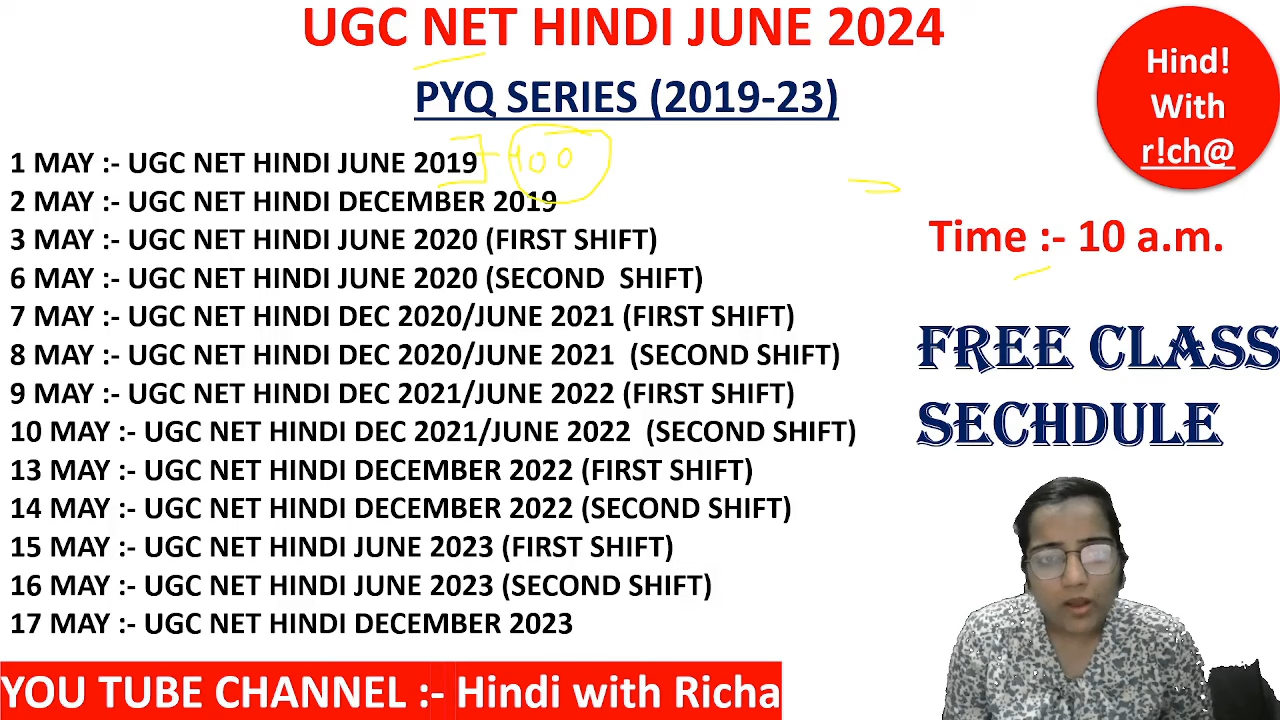 UGC NET HINDI JUNE 2024
PYQ SERIES (2019-23)
Hind!
With
r!ch@
1 MAY :- UGC NET HINDI JUNE 2019
100
2 MAY :- UGC NET HINDI DECEMBER 2019
3 MAY :- UGC NET HINDI JUNE 2020 (FIRST SHIFT)
6 MAY :- UGC NET HINDI JUNE 2020 (SECOND SHIFT)
7 MAY :- UGC NET HINDI DEC 2020/JUNE 2021 (FIRST SHIFT)
8 MAY :- UGC NET HINDI DEC 2020/JUNE 2021 (SECOND SHIFT)
9 MAY :- UGC NET HINDI DEC 2021/JUNE 2022 (FIRST SHIFT)
10 MAY :- UGC NET HINDI DEC 2021/JUNE 2022 (SECOND SHIFT)
13 MAY :- UGC NET HINDI DECEMBER 2022 (FIRST SHIFT)
14 MAY :- UGC NET HINDI DECEMBER 2022 (SECOND SHIFT)
15 MAY :- UGC NET HINDI JUNE 2023 (FIRST SHIFT)
16 MAY :- UGC NET HINDI JUNE 2023 (SECOND SHIFT)
17 MAY :- UGC NET HINDI DECEMBER 2023
Time :- 10 a.m.
FREE CLASS
SECHDULE
YOU TUBE CHANNEL :- Hindi with Richa